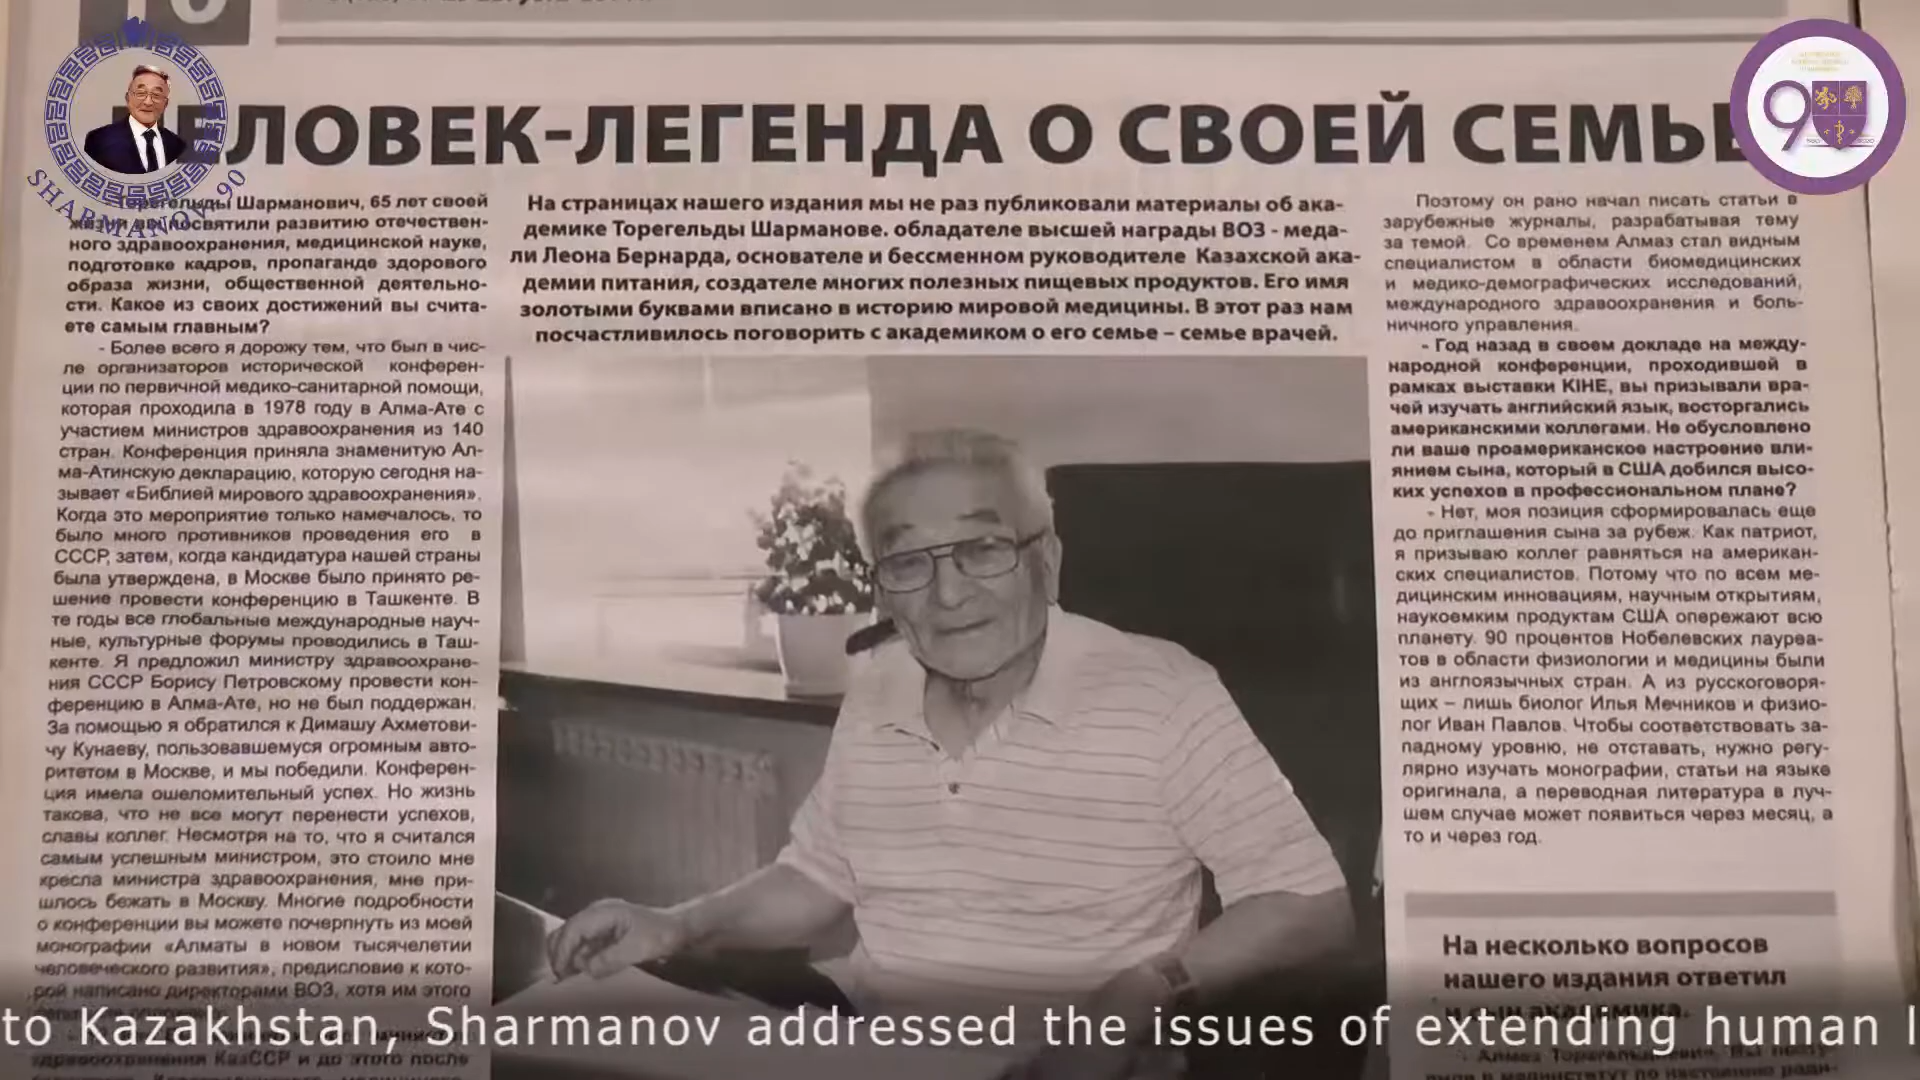 ЕЛОВЕК-ЛЕГЕНДА О СВОЕЙ СЕМЬЕ
SHARMANOV 90
90
Торегельды Шарманович, 65 лет своей
жизни вы посвятили развитию отечествен-
ного здравоохранения, медицинской науке,
подготовке кадров, пропаганде здорового
образа жизни, общественной деятельно-
сти. Какое из своих достижений вы счита-
ете самым главным?
- Более всего я дорожу тем, что был в чис-
ле организаторов исторической конферен-
ции по первичной медико-санитарной помощи,
которая проходила в 1978 году в Алма-Ате с
участием министров здравоохранения из 140
стран. Конференция приняла знаменитую Ал-
ма-Атинскую декларацию, которую сегодня на-
зывает «Библией мирового здравоохранения».
Когда это мероприятие только намечалось, то
было много противников проведения его в
СССР, затем, когда кандидатура нашей страны
была утверждена, в Москве было принято ре-
шение провести конференцию в Ташкенте. В
те годы все глобальные международные науч-
ные, культурные форумы проводились в Таш-
кенте. Я предложил министру здравоохране-
ния СССР Борису Петровскому провести кон-
ференцию в Алма-Ате, но не был поддержан.
За помощью я обратился к Димашу Ахметови-
чу Кунаеву, пользовавшемуся огромным авто-
ритетом в Москве, и мы победили. Конферен-
ция имела ошеломительный успех. Но жизнь
такова, что не все могут перенести успехов,
славы коллег. Несмотря на то, что я считался
самым успешным министром, это стоило мне
кресла министра здравоохранения, мне при-
шлось бежать в Москву. Многие подробности
о конференции вы можете почерпнуть из моей
монографии «Алматы в новом тысячелетии
человеческого развития», предисловие к кото-
рой написано директорами ВОЗ, хотя им этого
здравоохранения КазССР и до этого после
На страницах нашего издания мы не раз публиковали материалы об ака-
демике Торегельды Шарманове. обладателе высшей награды ВОЗ - меда-
ли Леона Бернарда, основателе и бессменном руководителе Казахской ака-
демии питания, создателе многих полезных пищевых продуктов. Его имя
золотыми буквами вписано в историю мировой медицины. В этот раз нам
посчастливилось поговорить с академиком о его семье – семье врачей.
Поэтому он рано начал писать статьи в
зарубежные журналы, разрабатывая тему
за темой. Со временем Алмаз стал видным
специалистом в области биомедицинских
и медико-демографических исследований,
международного здравоохранения и боль-
ничного управления.
- Год назад в своем докладе на между-
народной конференции, проходившей в
рамках выставки KIHE, вы призывали вра-
чей изучать английский язык, восторгались
американскими коллегами. Не обусловлено
ли ваше проамериканское настроение вли-
янием сына, который в США добился высо-
ких успехов в профессиональном плане?
- Нет, моя позиция сформировалась еще
до приглашения сына за рубеж. Как патриот,
я призываю коллег равняться на американ-
ских специалистов. Потому что по всем ме-
дицинским инновациям, научным открытиям,
наукоемким продуктам США опережают всю
планету. 90 процентов Нобелевских лауреа-
тов в области физиологии и медицины были
из англоязычных стран. А из русскоговоря-
щих – лишь биолог Илья Мечников и физио-
лог Иван Павлов. Чтобы соответствовать за-
падному уровню, не отставать, нужно регу-
лярно изучать монографии, статьи на языке
оригинала, а переводная литература в луч-
шем случае может появиться через месяц, а
то и через год.
На несколько вопросов
нашего издания ответил
и сын академика.
to Kazakhstan, Sharmanov addressed the issues of extending human l